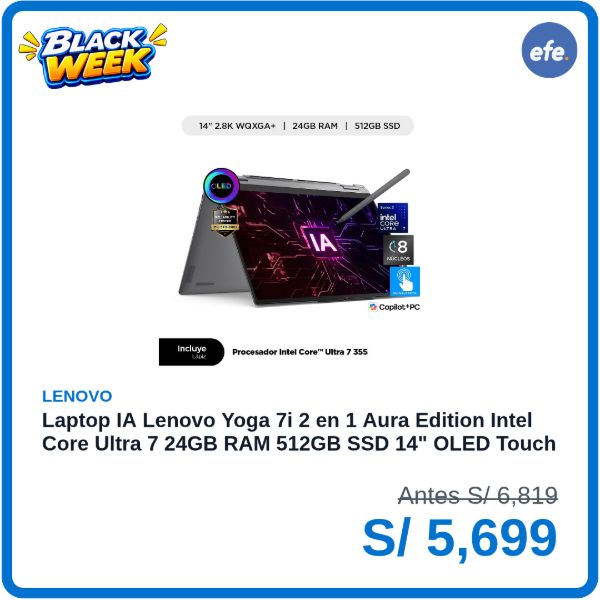 BLACK
WEEK
efe.
14" 2.8K WQXGA+ | 24GB RAM | 512GB SSD
OLED
IA
intel
CORE
ULTRA 7
8
NÚCLEOS
Copilot+PC
Incluye
Lápiz
Procesador Intel Core™ Ultra 7 355
LENOVO
Laptop IA Lenovo Yoga 7i 2 en 1 Aura Edition Intel
Core Ultra 7 24GB RAM 512GB SSD 14" OLED Touch
Antes S/ 6,819
S/ 5,699